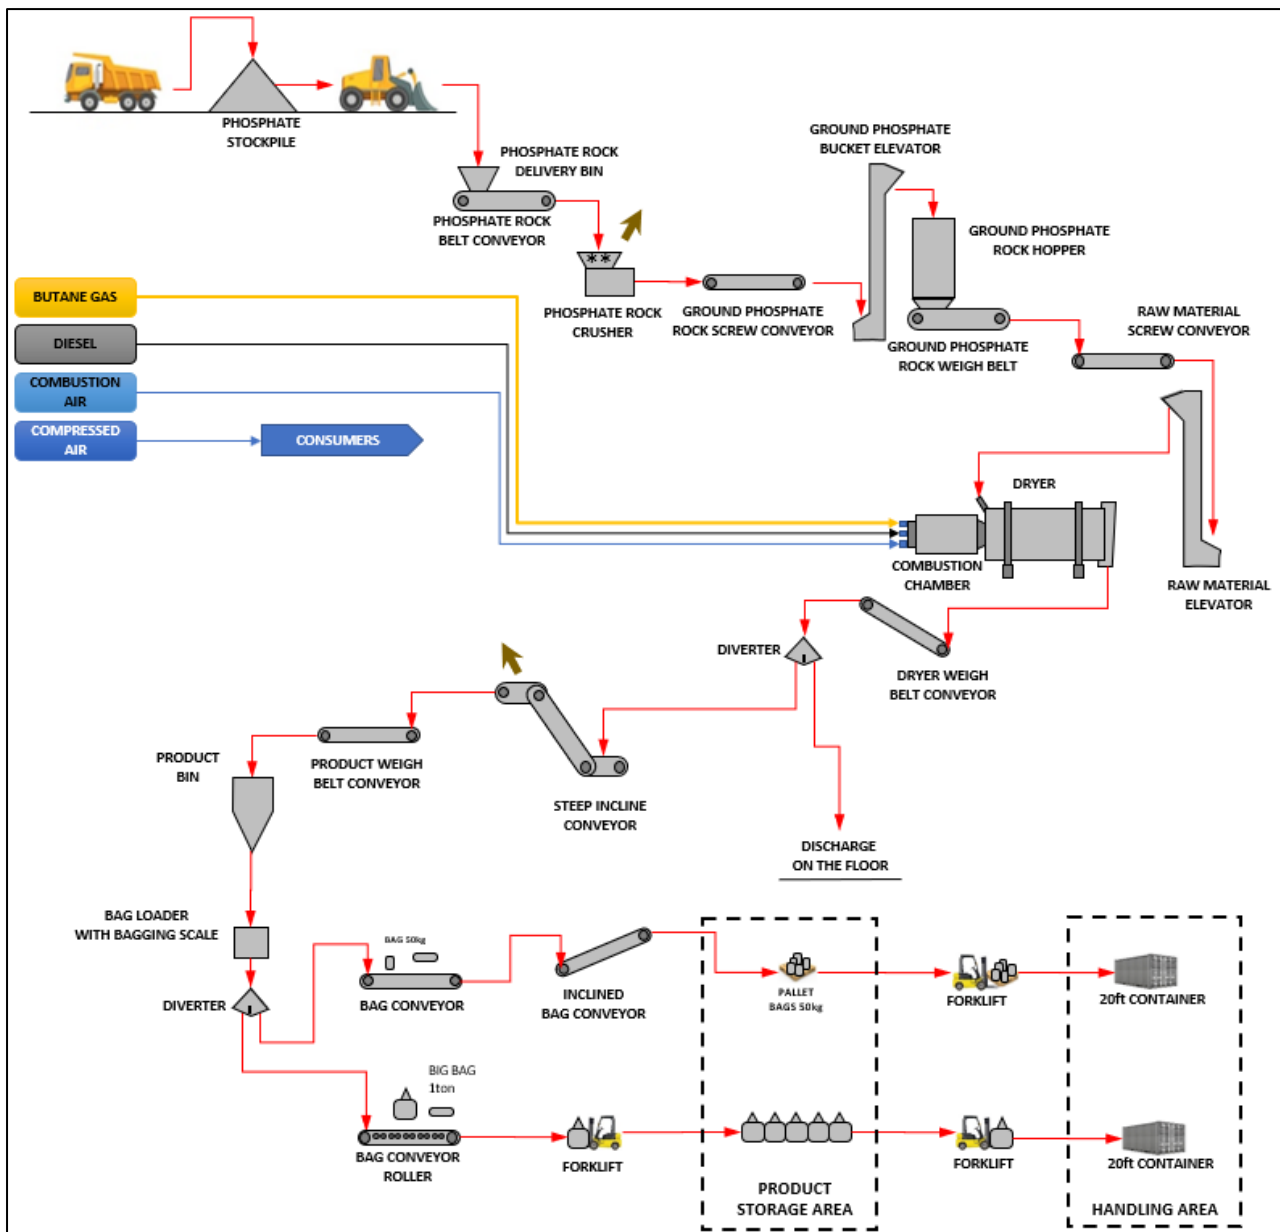 PHOSPHATE
STOCKPILE
PHOSPHATE ROCK
DELIVERY BIN
PHOSPHATE ROCK
BELT CONVEYOR
PHOSPHATE ROCK
CRUSHER
GROUND PHOSPHATE
ROCK SCREW CONVEYOR
GROUND PHOSPHATE
BUCKET ELEVATOR
GROUND PHOSPHATE
ROCK HOPPER
GROUND PHOSPHATE
ROCK WEIGH BELT
RAW MATERIAL
SCREW CONVEYOR
BUTANE GAS
DIESEL
COMBUSTION
AIR
COMPRESSED
AIR
CONSUMERS
DRYER
COMBUSTION
CHAMBER
RAW MATERIAL
ELEVATOR
DRYER WEIGH
BELT CONVEYOR
DIVERTER
DISCHARGE
ON THE FLOOR
STEEP INCLINE
CONVEYOR
PRODUCT WEIGH
BELT CONVEYOR
PRODUCT
BIN
BAG LOADER
WITH BAGGING SCALE
DIVERTER
BAG 50kg
BAG CONVEYOR
INCLINED
BAG CONVEYOR
PALLET
BAGS 50kg
FORKLIFT
20ft CONTAINER
BIG BAG
1ton
BAG CONVEYOR
ROLLER
FORKLIFT
FORKLIFT
20ft CONTAINER
PRODUCT
STORAGE AREA
HANDLING AREA